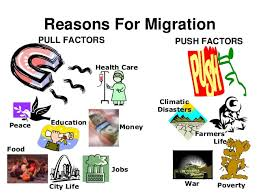 Reasons For Migration
PULL FACTORS
PUSH FACTORS
Health Care
PUSH
Climatic
Disasters
Peace
Education
Money
Farmers
Life
Food
Jobs
City Life
War
Poverty